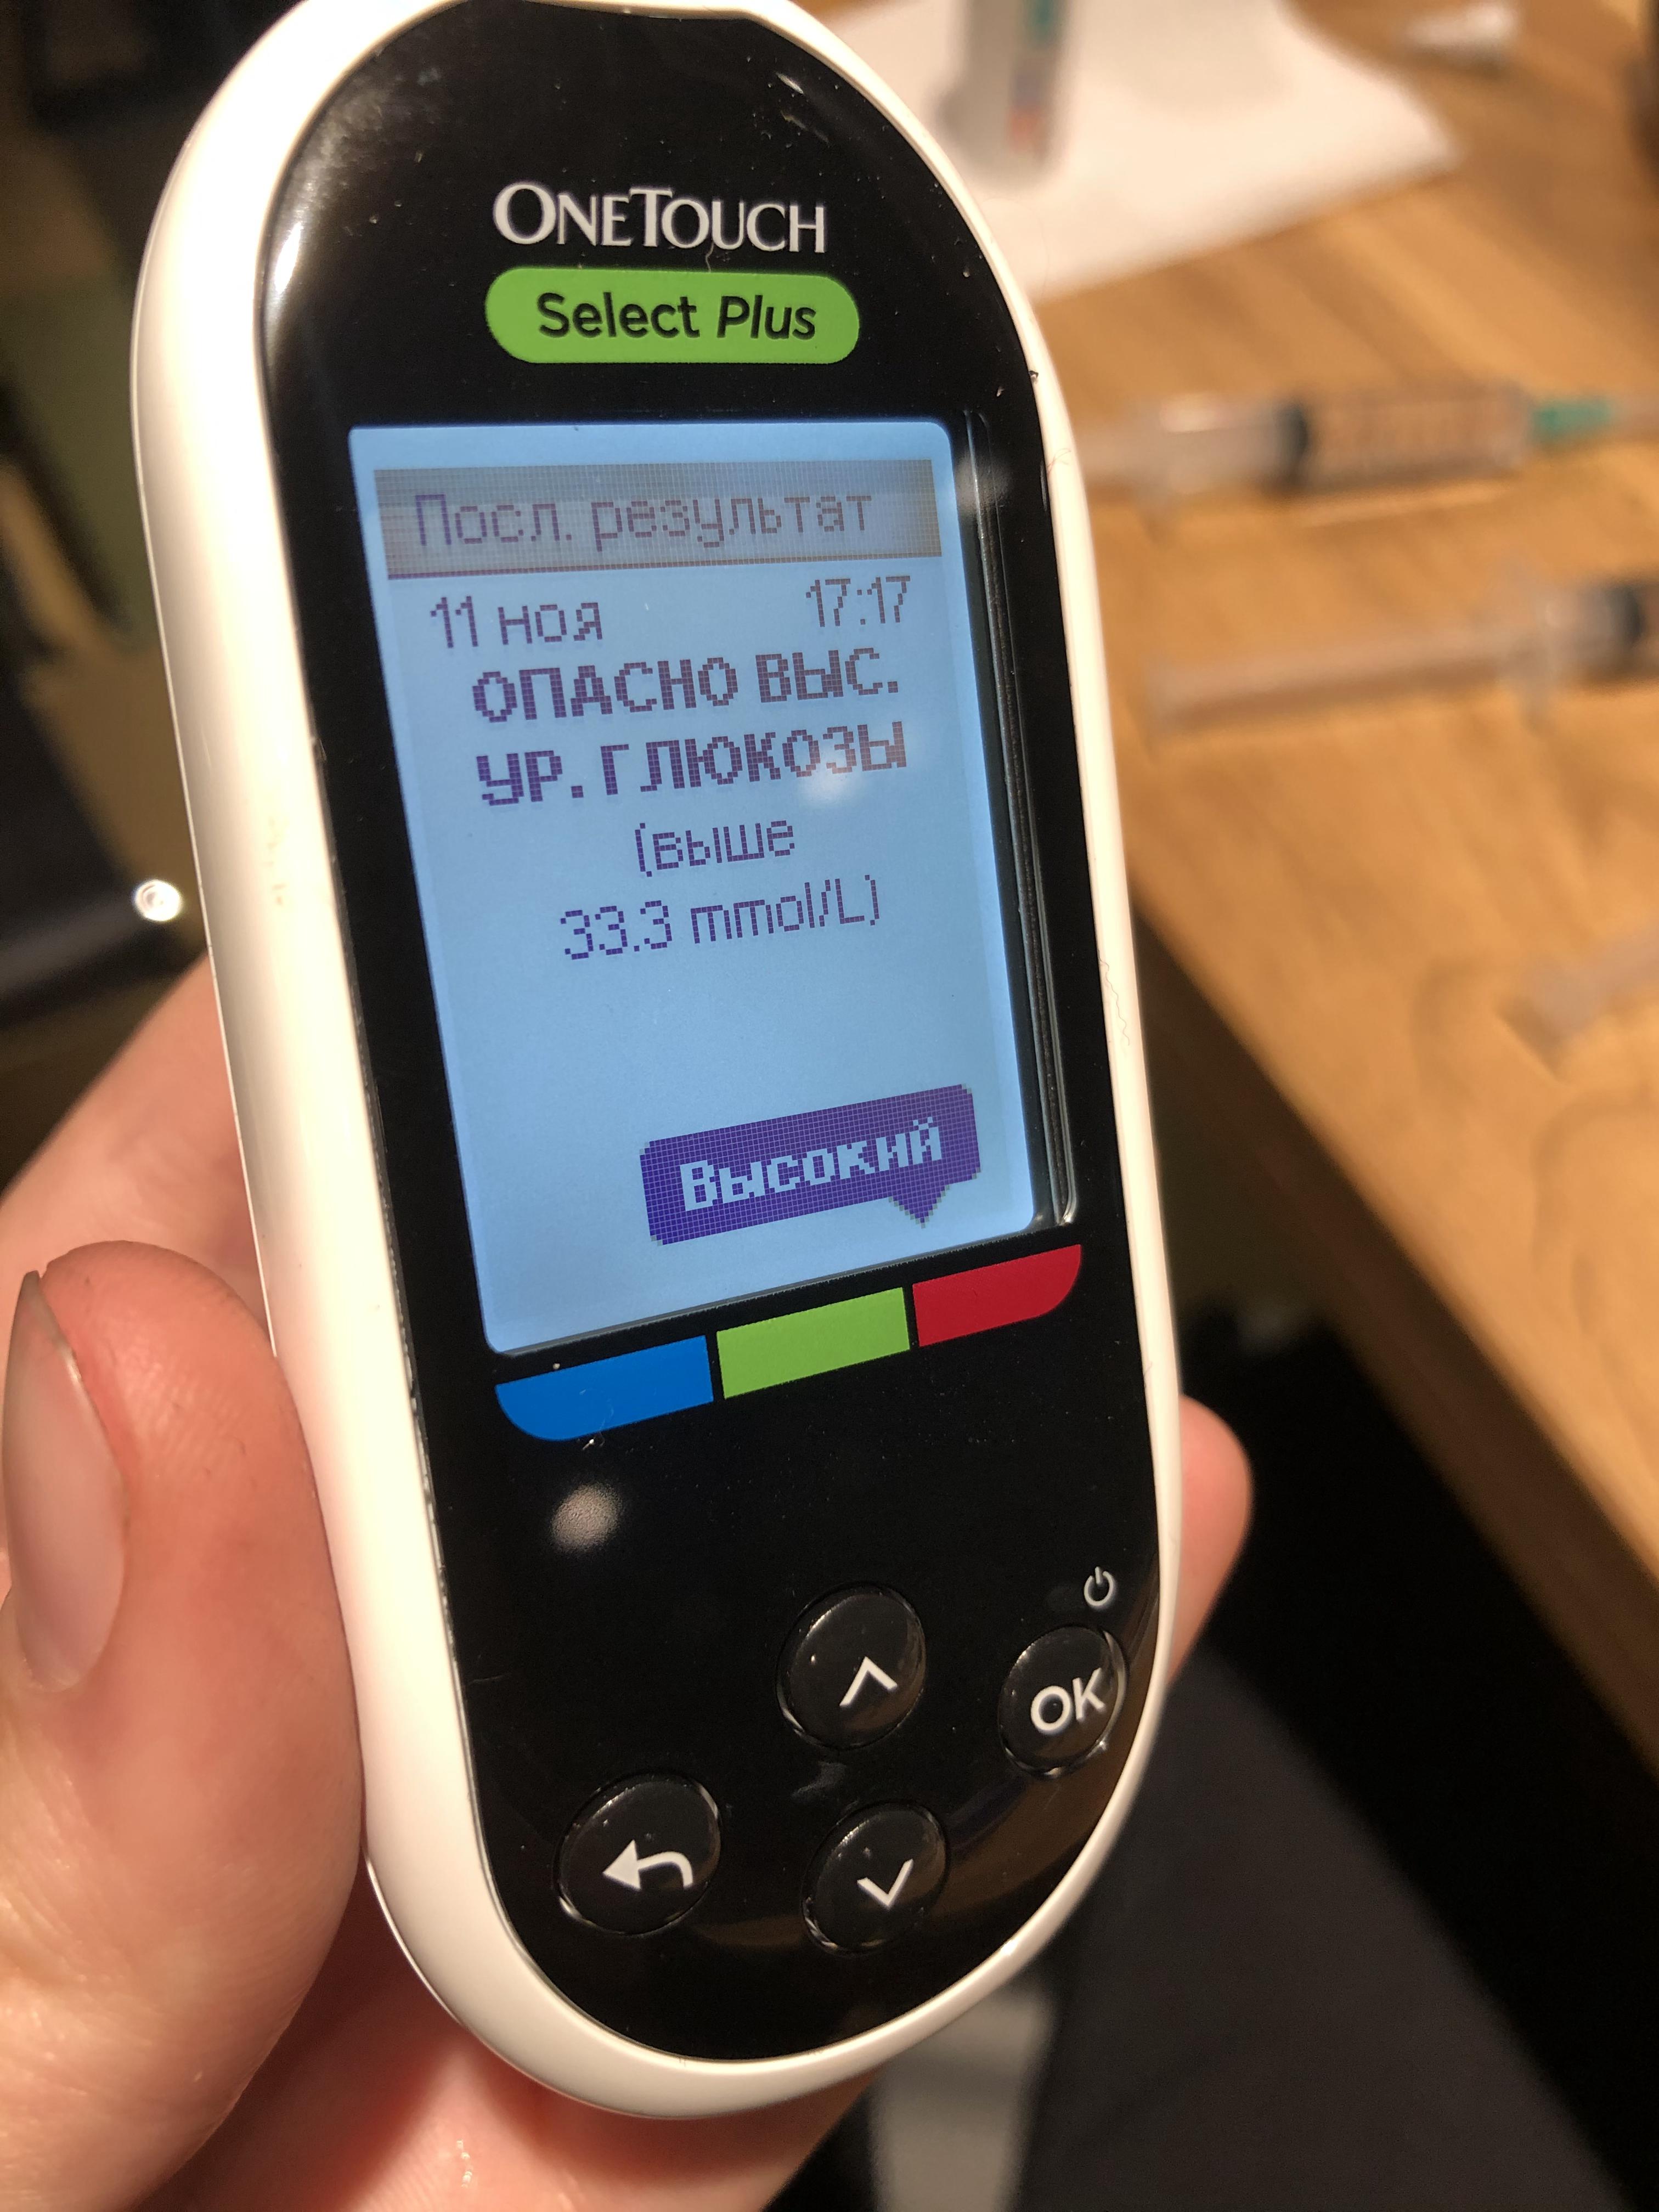 ONETOUCH
Select Plus
Посл. результат
11 ноя 17:17
ОПАСНО ВЫС.
УР. ГЛЮКОЗЫ
(выше
33.3 mmol/L)
Высокий
OK